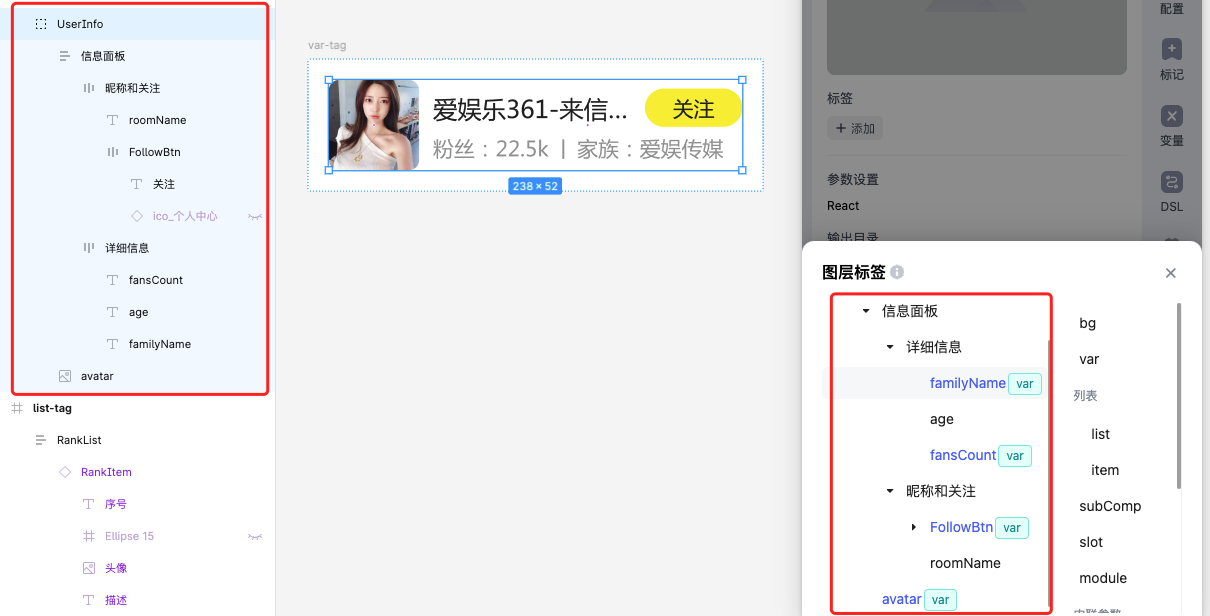 UserInfo
信息面板
昵称和关注
roomName
FollowBtn
关注
ico_个人中心
详细信息
fansCount
age
familyName
avatar
list-tag
RankList
RankItem
序号
Ellipse 15
头像
描述
var-tag
爱娱乐361-来信... 关注
粉丝：22.5k 丨 家族：爱娱传媒
238 × 52
配置
标记
变量
DSL
标签
添加
参数设置
React
输出目录
图层标签
信息面板
详细信息
familyName var
age
fansCount var
昵称和关注
FollowBtn var
roomName
avatar var
bg
var
列表
list
item
subComp
slot
module